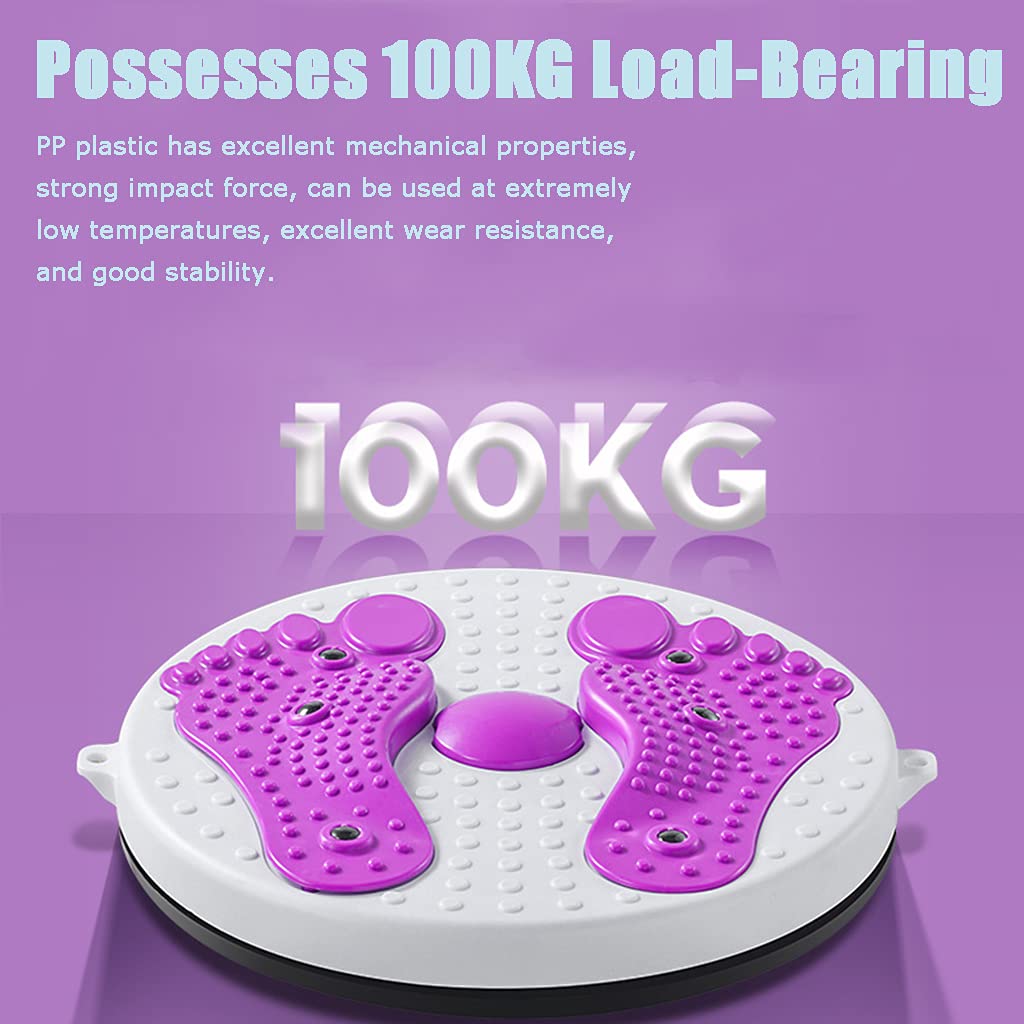 Possesses 100KG Load-Bearing
PP plastic has excellent mechanical properties,
strong impact force, can be used at extremely
low temperatures, excellent wear resistance,
and good stability.
100KG